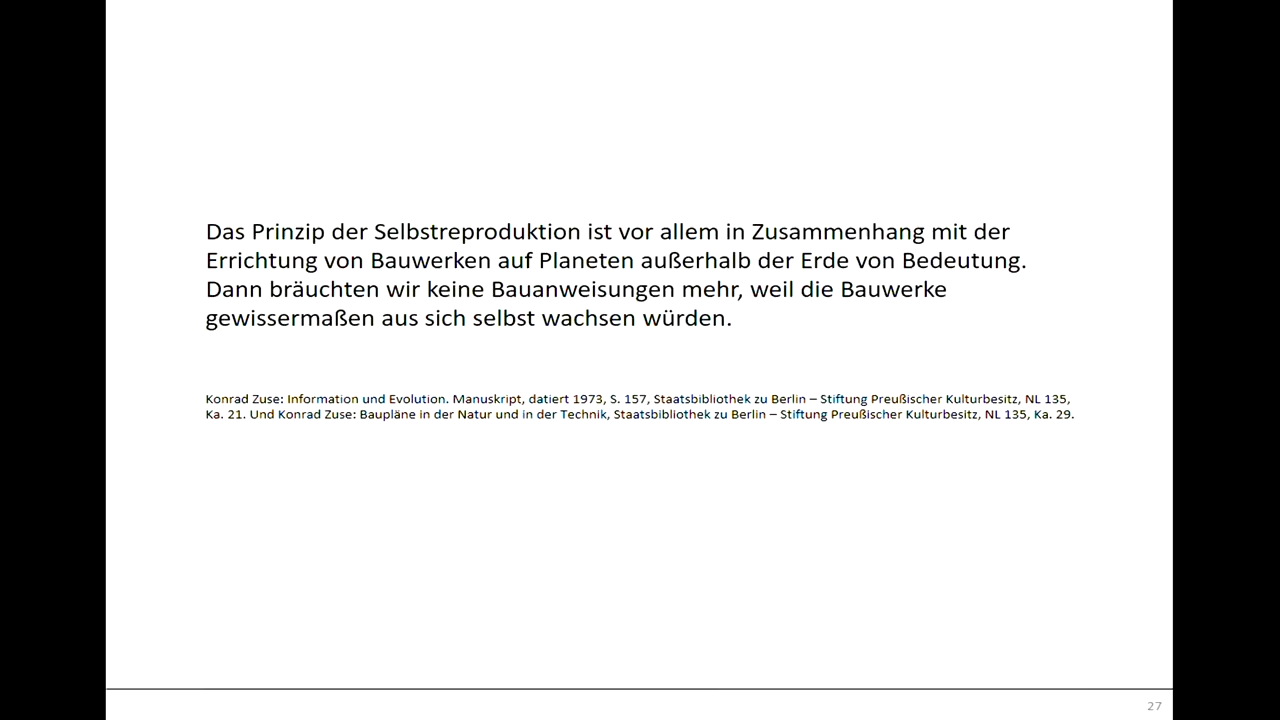 Das Prinzip der Selbstreproduktion ist vor allem in Zusammenhang mit der
Errichtung von Bauwerken auf Planeten außerhalb der Erde von Bedeutung.
Dann bräuchten wir keine Bauanweisungen mehr, weil die Bauwerke
gewissermaßen aus sich selbst wachsen würden.
Konrad Zuse: Information und Evolution. Manuskript, datiert 1973, S. 157, Staatsbibliothek zu Berlin – Stiftung Preußischer Kulturbesitz, NL 135,
Ka. 21. Und Konrad Zuse: Baupläne in der Natur und in der Technik, Staatsbibliothek zu Berlin – Stiftung Preußischer Kulturbesitz, NL 135, Ka. 29.
27